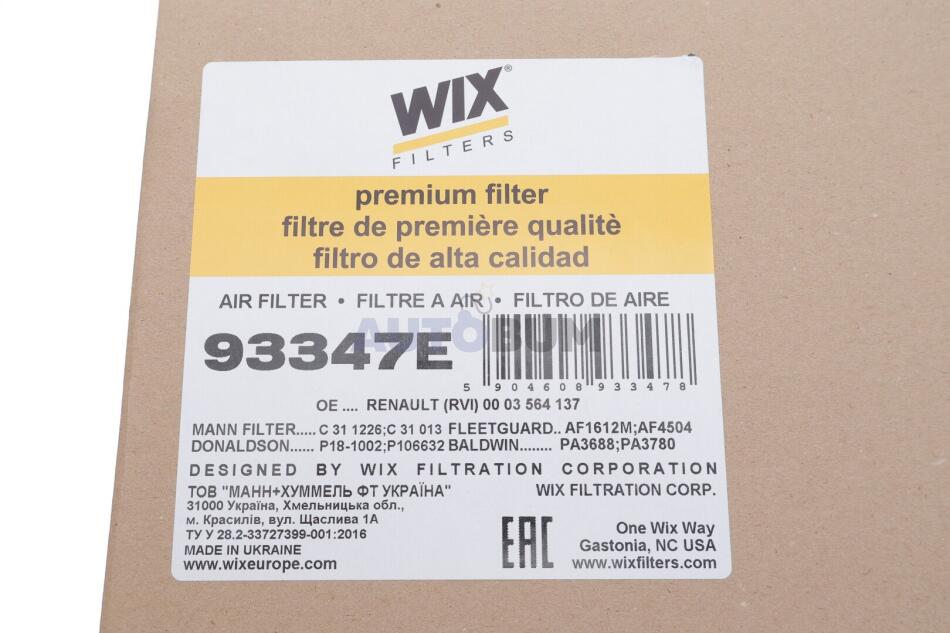 WIX®
FILTERS
premium filter
filtre de première qualitè
filtro de alta calidad
AIR FILTER • FILTRE A AIR • FILTRO DE AIRE
AUTOBUM
93347E
5 904608 933478
OE .... RENAULT (RVI) 00 03 564 137
MANN FILTER..... C 31 1226;C 31 013 FLEETGUARD.. AF1612M;AF4504
DONALDSON...... P18-1002;P106632 BALDWIN........ PA3688;PA3780
DESIGNED BY WIX FILTRATION CORPORATION
ТОВ "МАНН+ХУММЕЛЬ ФТ УКРАЇНА"
31000 Україна, Хмельницька обл.,
м. Красилів, вул. Щаслива 1А
ТУ У 28.2-33727399-001:2016
MADE IN UKRAINE
www.wixeurope.com
EAC
WIX FILTRATION CORP.
One Wix Way
Gastonia, NC USA
www.wixfilters.com